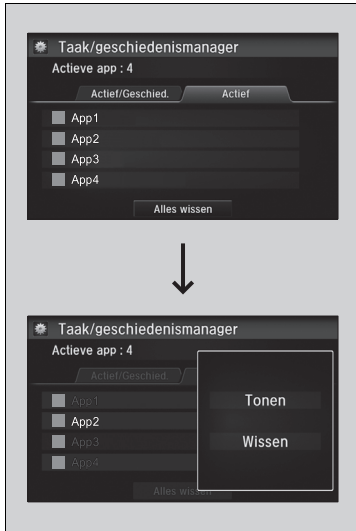 Taak/geschiedenismanager
Actieve app : 4
Actief/Geschied. Actief
App1
App2
App3
App4
Alles wissen
Taak/geschiedenismanager
Actieve app : 4
Actief/Geschied.
App1
App2
App3
App4
Alles wissen
Tonen
Wissen